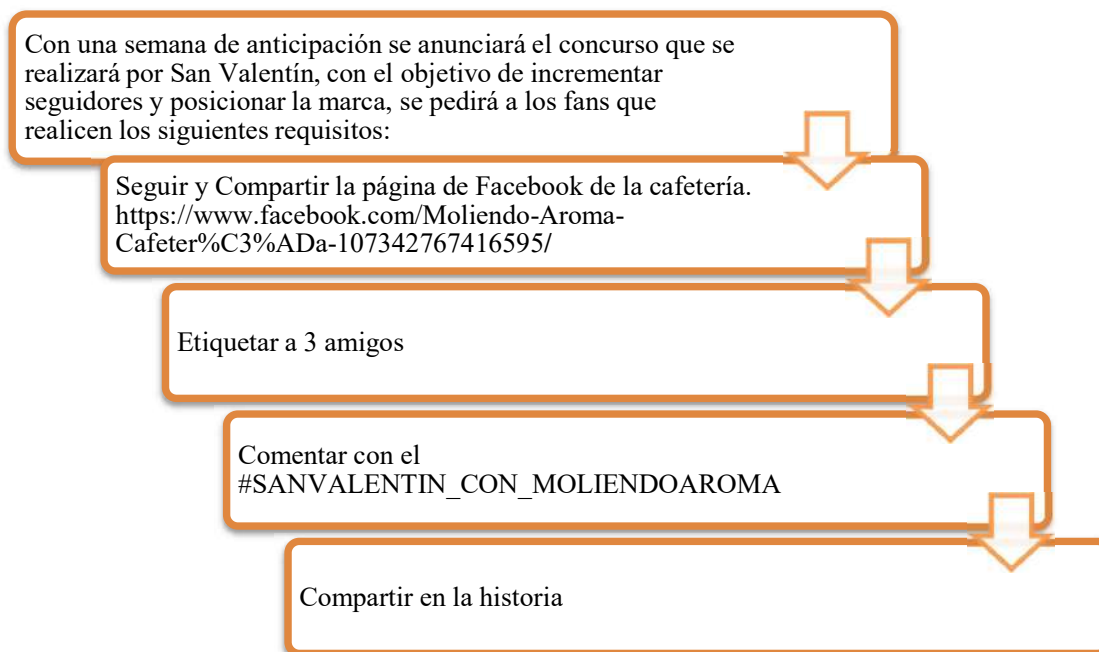 Con una semana de anticipación se anunciará el concurso que se
realizará por San Valentín, con el objetivo de incrementar
seguidores y posicionar la marca, se pedirá a los fans que
realicen los siguientes requisitos:
Seguir y Compartir la página de Facebook de la cafetería.
https://www.facebook.com/Moliendo-Aroma-
Cafeter%C3%ADa-107342767416595/
Etiquetar a 3 amigos
Comentar con el
#SANVALENTIN_CON_MOLIENDOAROMA
Compartir en la historia